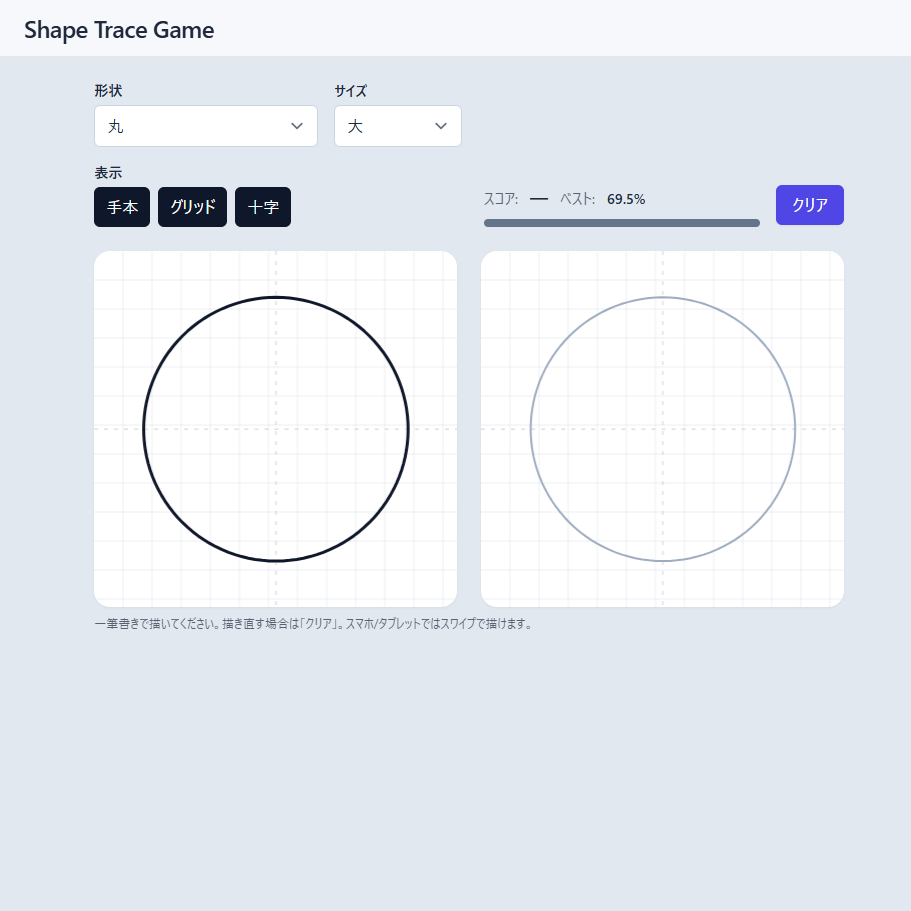 Shape Trace Game
形状
サイズ
丸
大
表示
手本
グリッド
十字
スコア: — ベスト: 69.5%
クリア
一筆書きで描いてください。描き直す場合は「クリア」。スマホ/タブレットではスワイプで描けます。